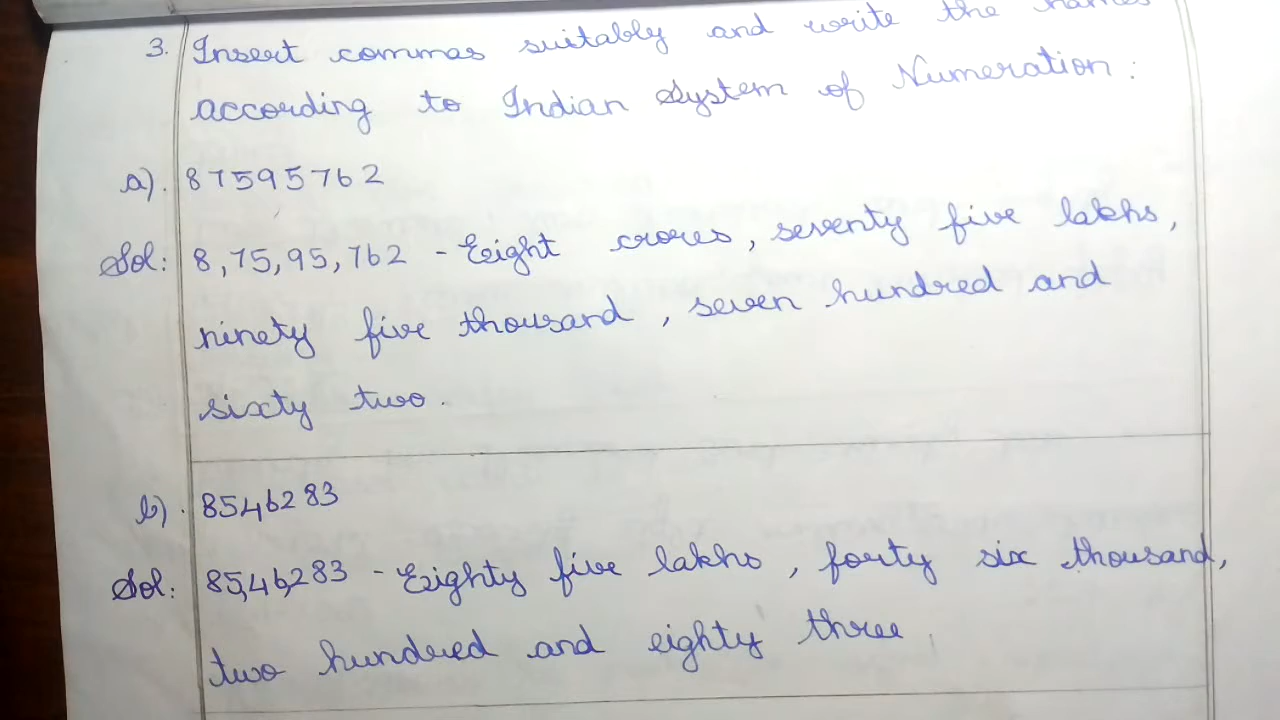 3. Insert commas suitably and write the names
according to Indian System of Numeration :
a). 87595762
Sol: 8,75,95,762 - Eight crores, seventy five lakhs,
ninety five thousand, seven hundred and
sixty two.
b). 8546283
Sol: 85,46,283 - Eighty five lakhs, forty six thousand,
two hundred and eighty three.